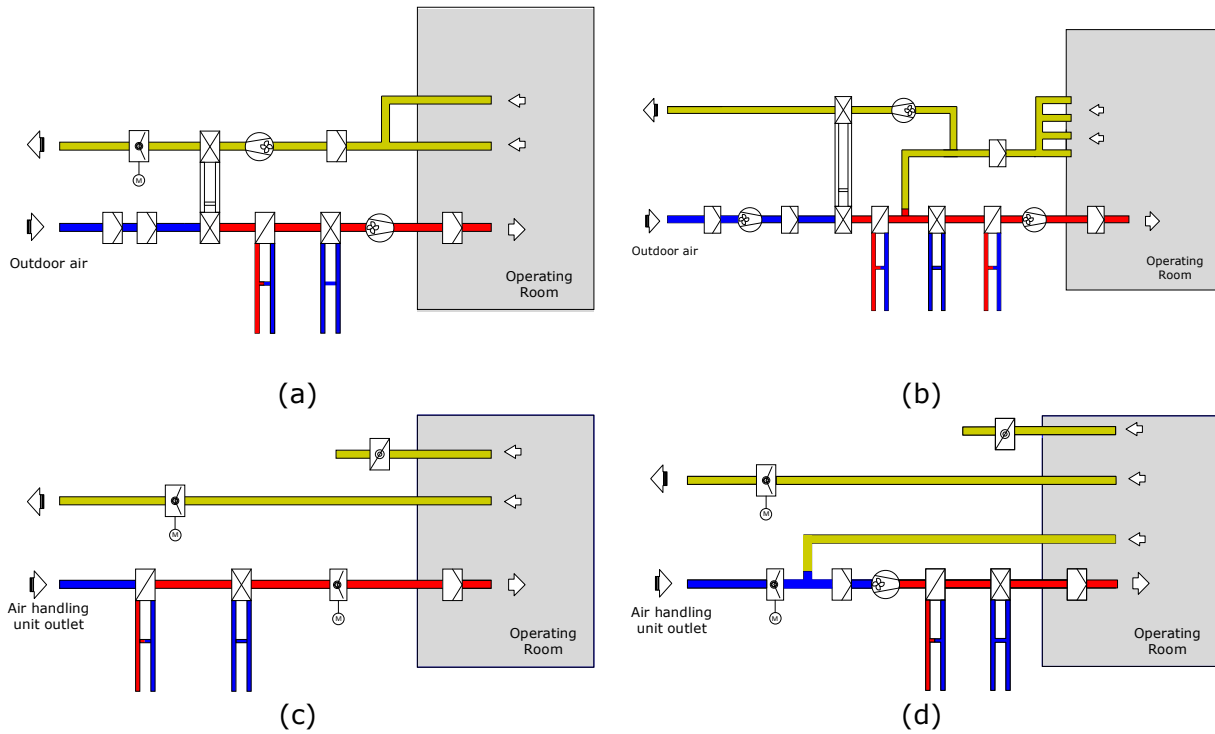 M
Outdoor air
Operating
Room
(a)
Outdoor air
Operating
Room
(b)
M
Air handling
unit outlet
M
Operating
Room
(c)
M
Air handling
unit outlet
Operating
Room
(d)